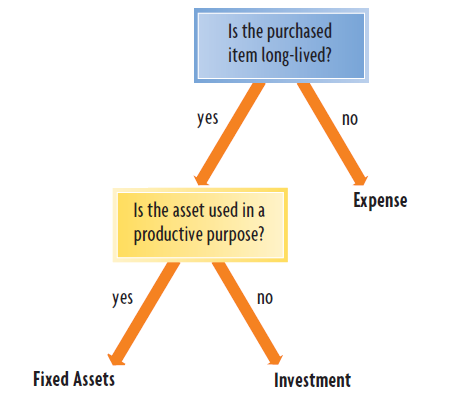 Is the purchased
item long-lived?
yes
no
Expense
Is the asset used in a
productive purpose?
yes
no
Fixed Assets
Investment